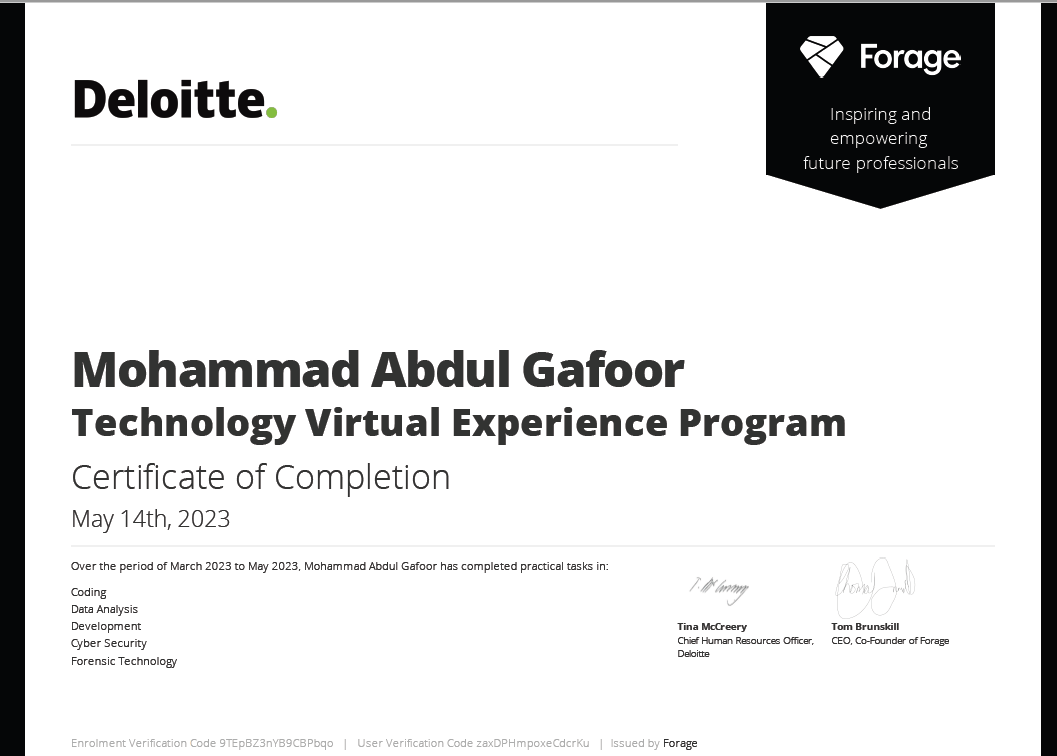 Deloitte.
Forage
Inspiring and
empowering
future professionals
Mohammad Abdul Gafoor
Technology Virtual Experience Program
Certificate of Completion
May 14th, 2023
Over the period of March 2023 to May 2023, Mohammad Abdul Gafoor has completed practical tasks in:
Coding
Data Analysis
Development
Cyber Security
Forensic Technology
Tina McCreery
Chief Human Resources Officer,
Deloitte
Tom Brunskill
CEO, Co-Founder of Forage
Enrolment Verification Code 9TEpBZ3nYB9CBPbqo | User Verification Code zaxDPHmpoxeCdcrKu | Issued by Forage